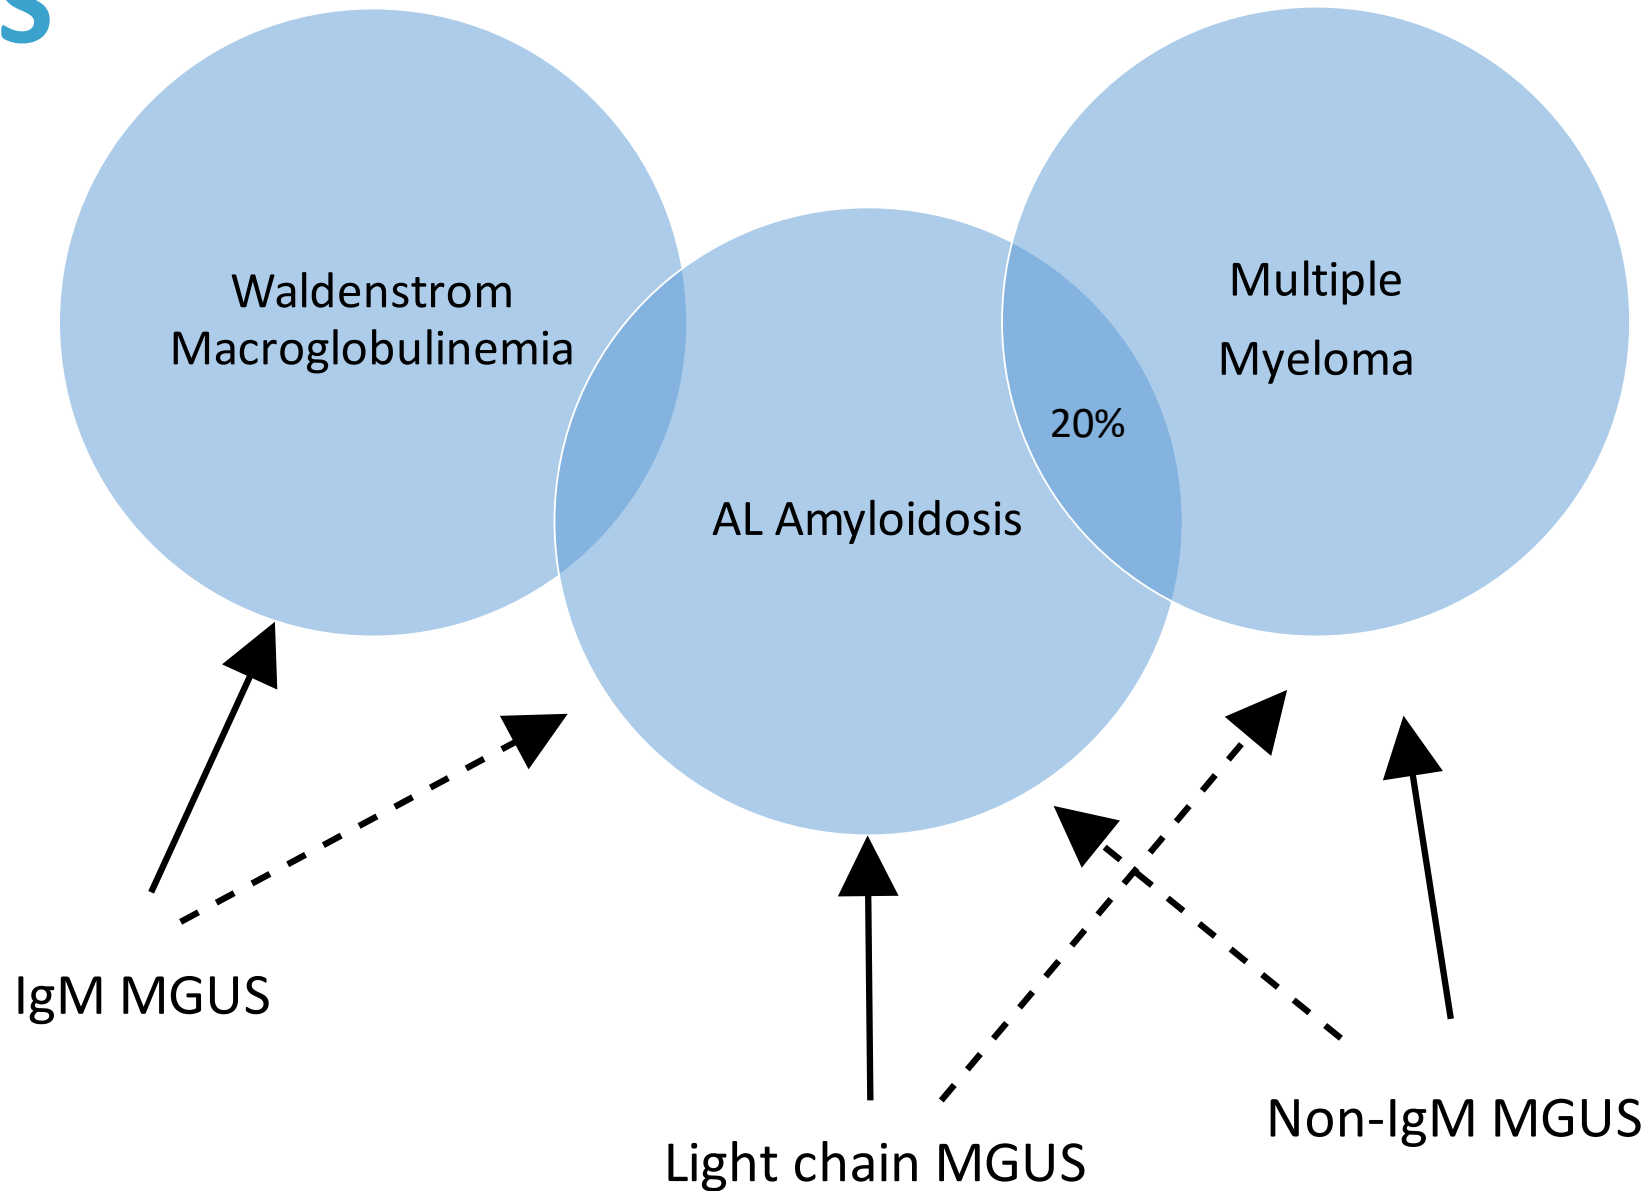 S
Waldenstrom
Macroglobulinemia
Multiple
Myeloma
20%
AL Amyloidosis
IgM MGUS
Light chain MGUS
Non-IgM MGUS